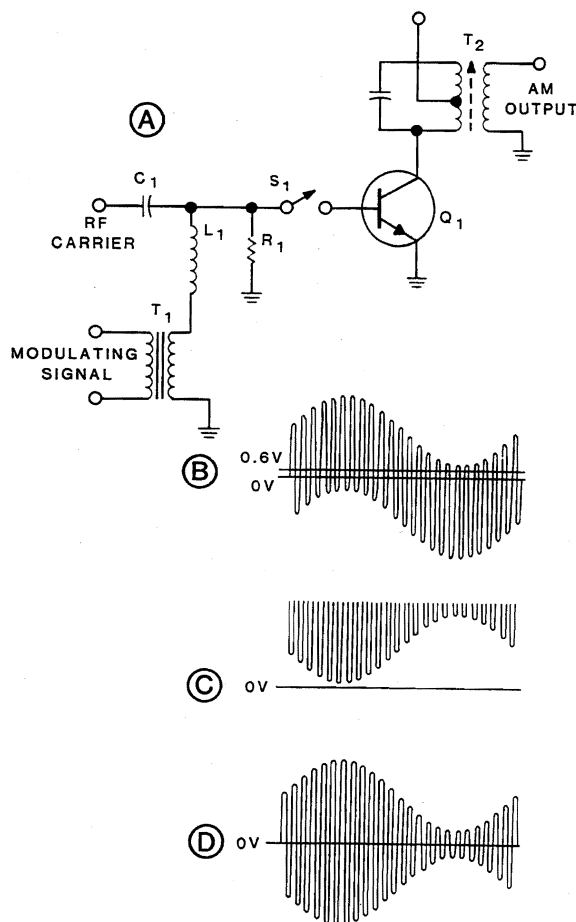 T2
AM
OUTPUT
A
C1
S1
RF
CARRIER
L1
R1
Q1
T1
MODULATING
SIGNAL
B
0.6V
0V
C
0V
D
0V